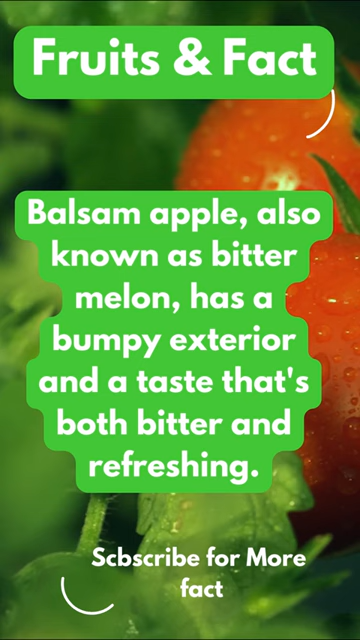 Fruits & Fact
Balsam apple, also
known as bitter
melon, has a
bumpy exterior
and a taste that's
both bitter and
refreshing.
Scbscribe for More
fact